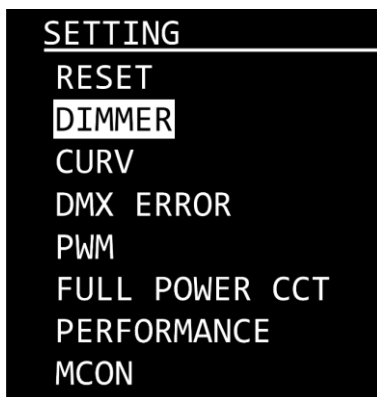 SETTING
RESET
DIMMER
CURV
DMX ERROR
PWM
FULL POWER CCT
PERFORMANCE
MCON